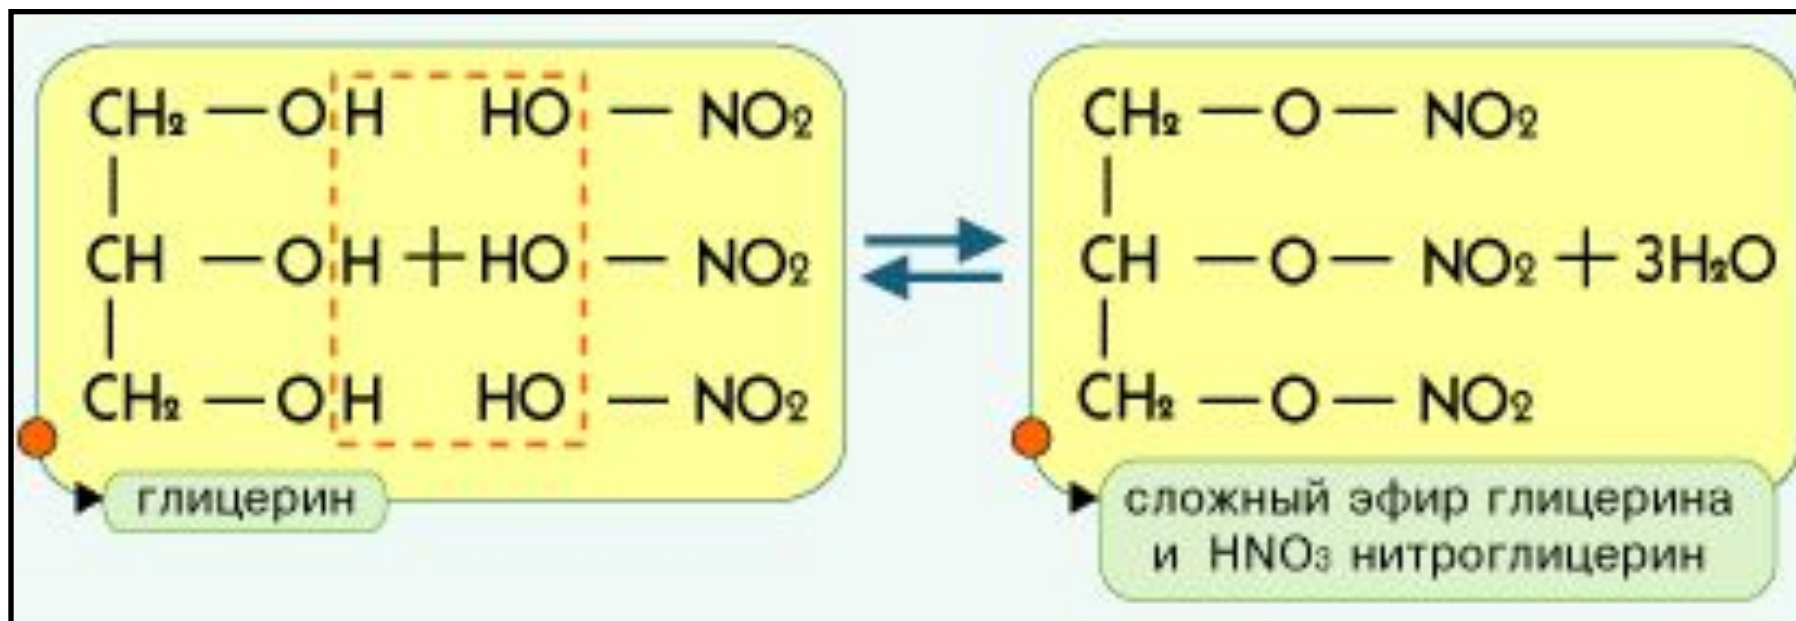 CH₂ — OH HO — NO₂
CH — OH + HO — NO₂
CH₂ — OH HO — NO₂
глицерин
CH₂ — O — NO₂
CH — O — NO₂ + 3H₂O
CH₂ — O — NO₂
сложный эфир глицерина
и HNO₃ нитроглицерин